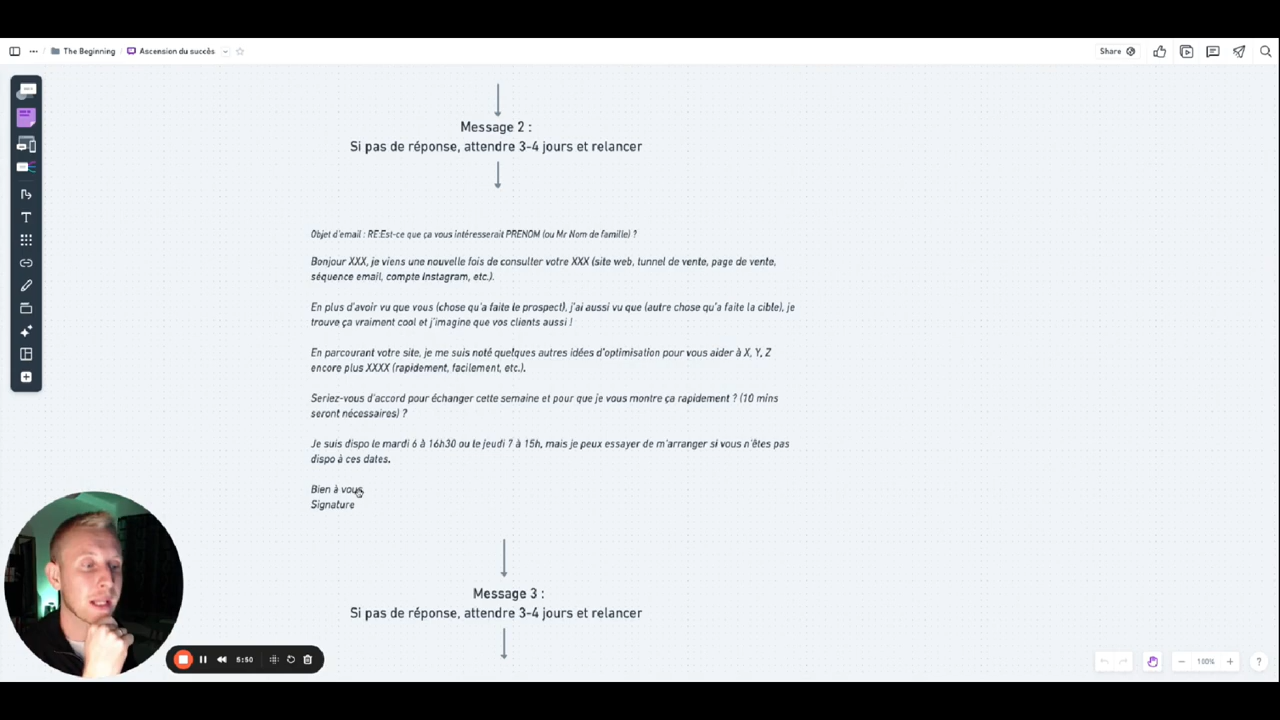 The Beginning / Ascension du succès
Share
Message 2 :
Si pas de réponse, attendre 3-4 jours et relancer
Objet d'email : RE:Est-ce que ça vous intéresserait PRENOM (ou Mr Nom de famille) ?
Bonjour XXX, je viens une nouvelle fois de consulter votre XXX (site web, tunnel de vente, page de vente,
séquence email, compte Instagram, etc.).
En plus d'avoir vu que vous (chose qu'a faite le prospect), j'ai aussi vu que (autre chose qu'a faite la cible), je
trouve ça vraiment cool et j'imagine que vos clients aussi !
En parcourant votre site, je me suis noté quelques autres idées d'optimisation pour vous aider à X, Y, Z
encore plus XXXX (rapidement, facilement, etc.).
Seriez-vous d'accord pour échanger cette semaine et pour que je vous montre ça rapidement ? (10 mins
seront nécessaires) ?
Je suis dispo le mardi 6 à 16h30 ou le jeudi 7 à 15h, mais je peux essayer de m'arranger si vous n'êtes pas
dispo à ces dates.
Bien à vous,
Signature
Message 3 :
Si pas de réponse, attendre 3-4 jours et relancer
5:50
100%